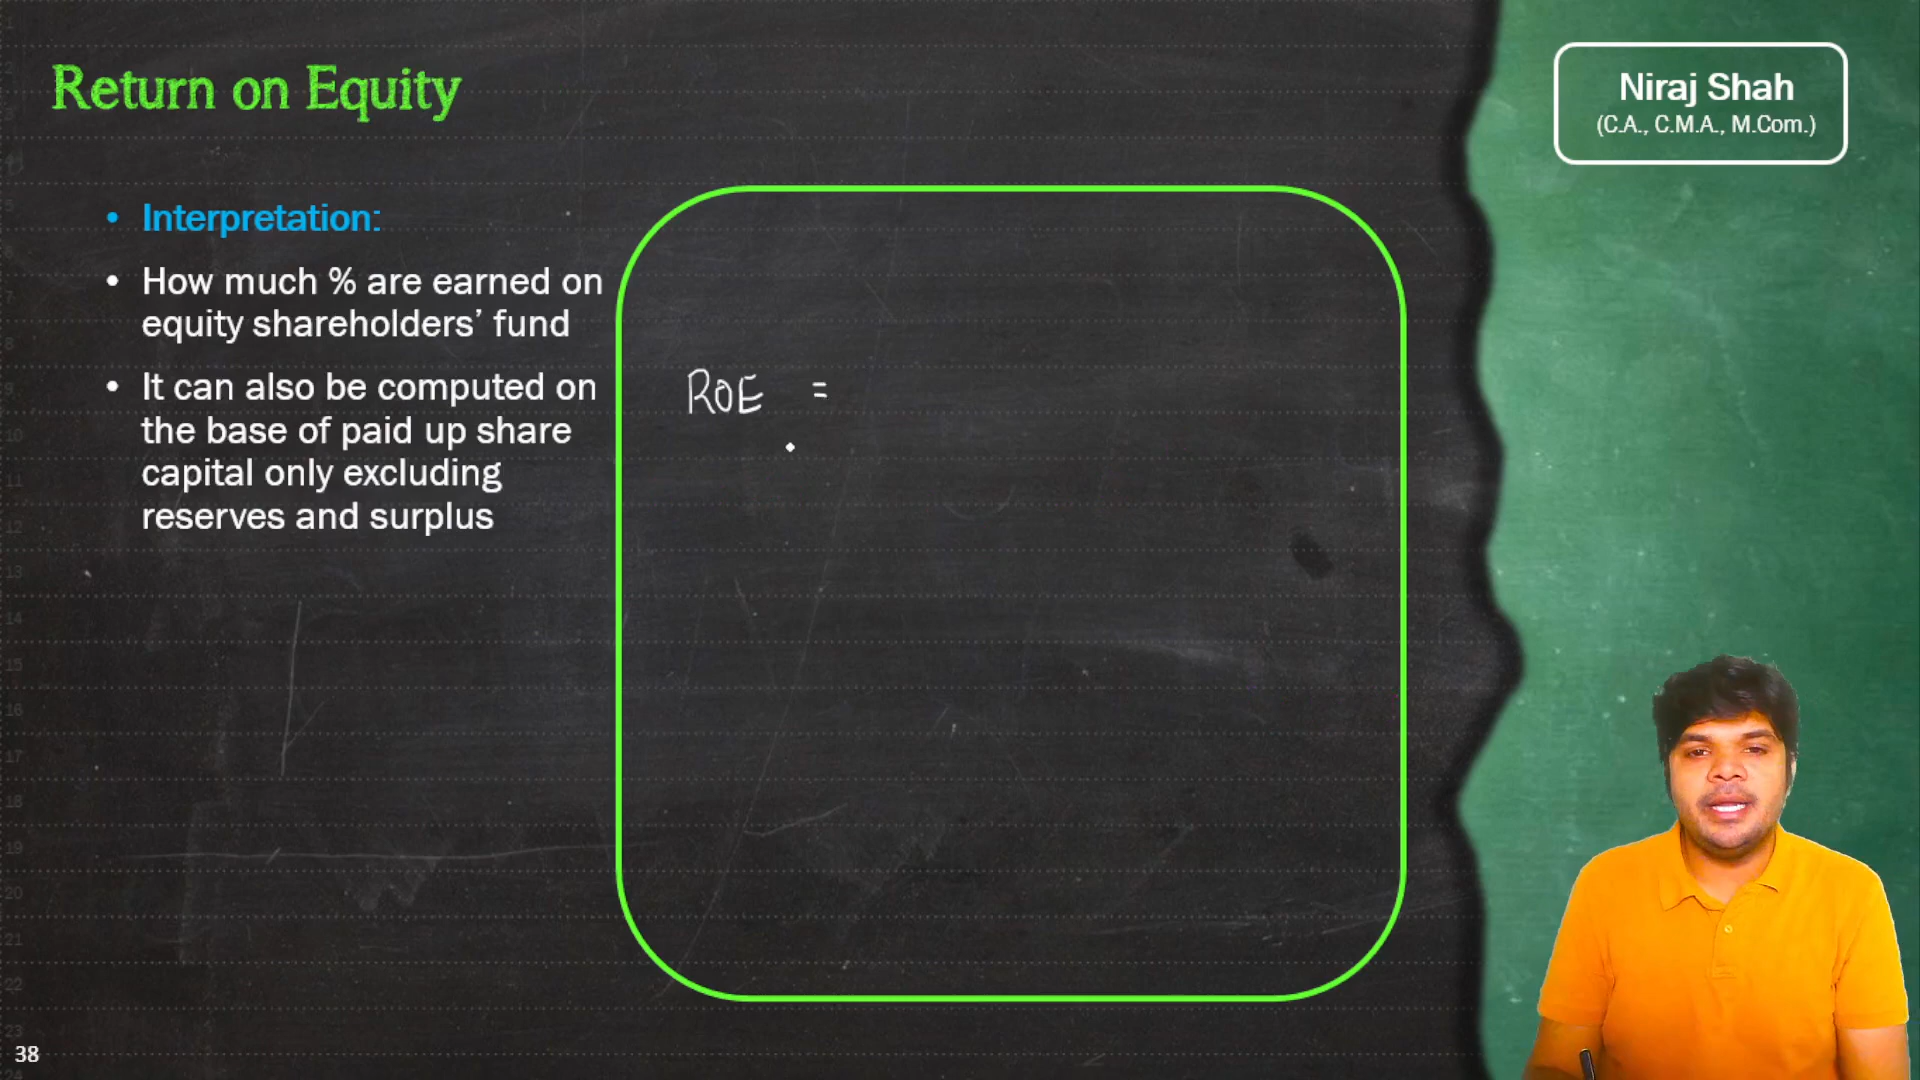 Return on Equity
Niraj Shah
(C.A., C.M.A., M.Com.)
• Interpretation:
• How much % are earned on
equity shareholders’ fund
• It can also be computed on
the base of paid up share
capital only excluding
reserves and surplus
ROE =
38